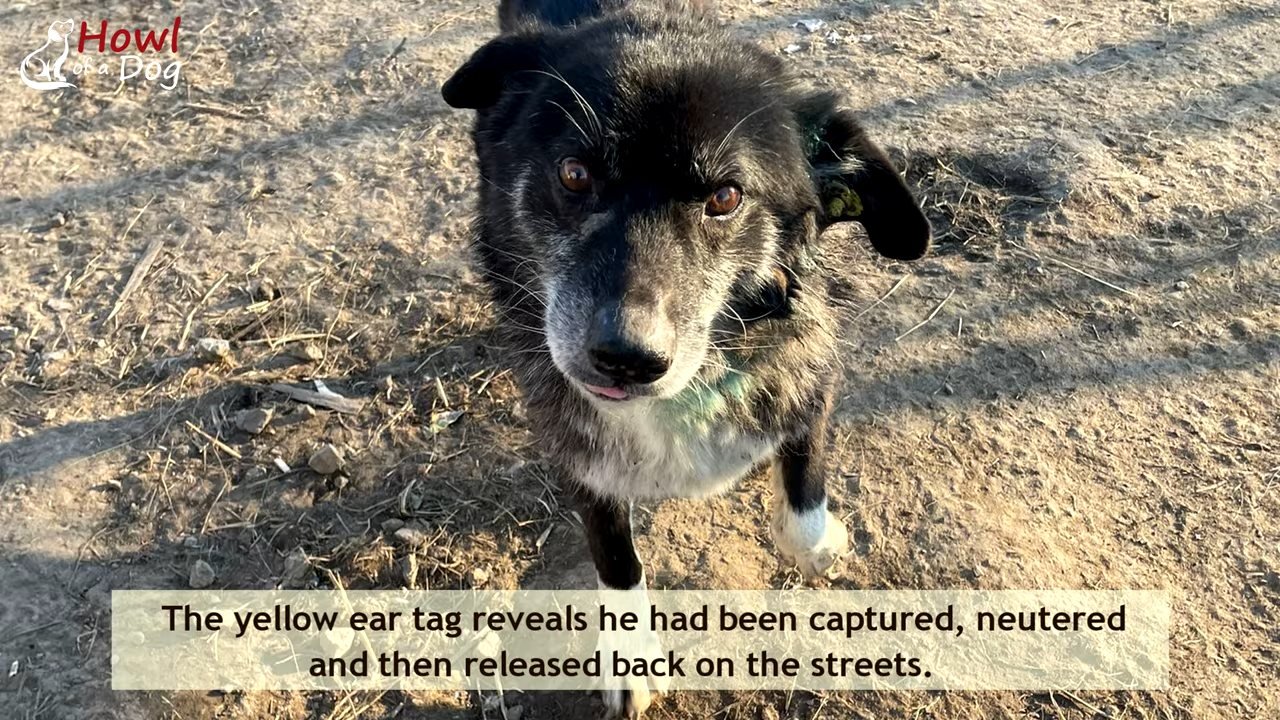 Howl
of a Dog
The yellow ear tag reveals he had been captured, neutered
and then released back on the streets.